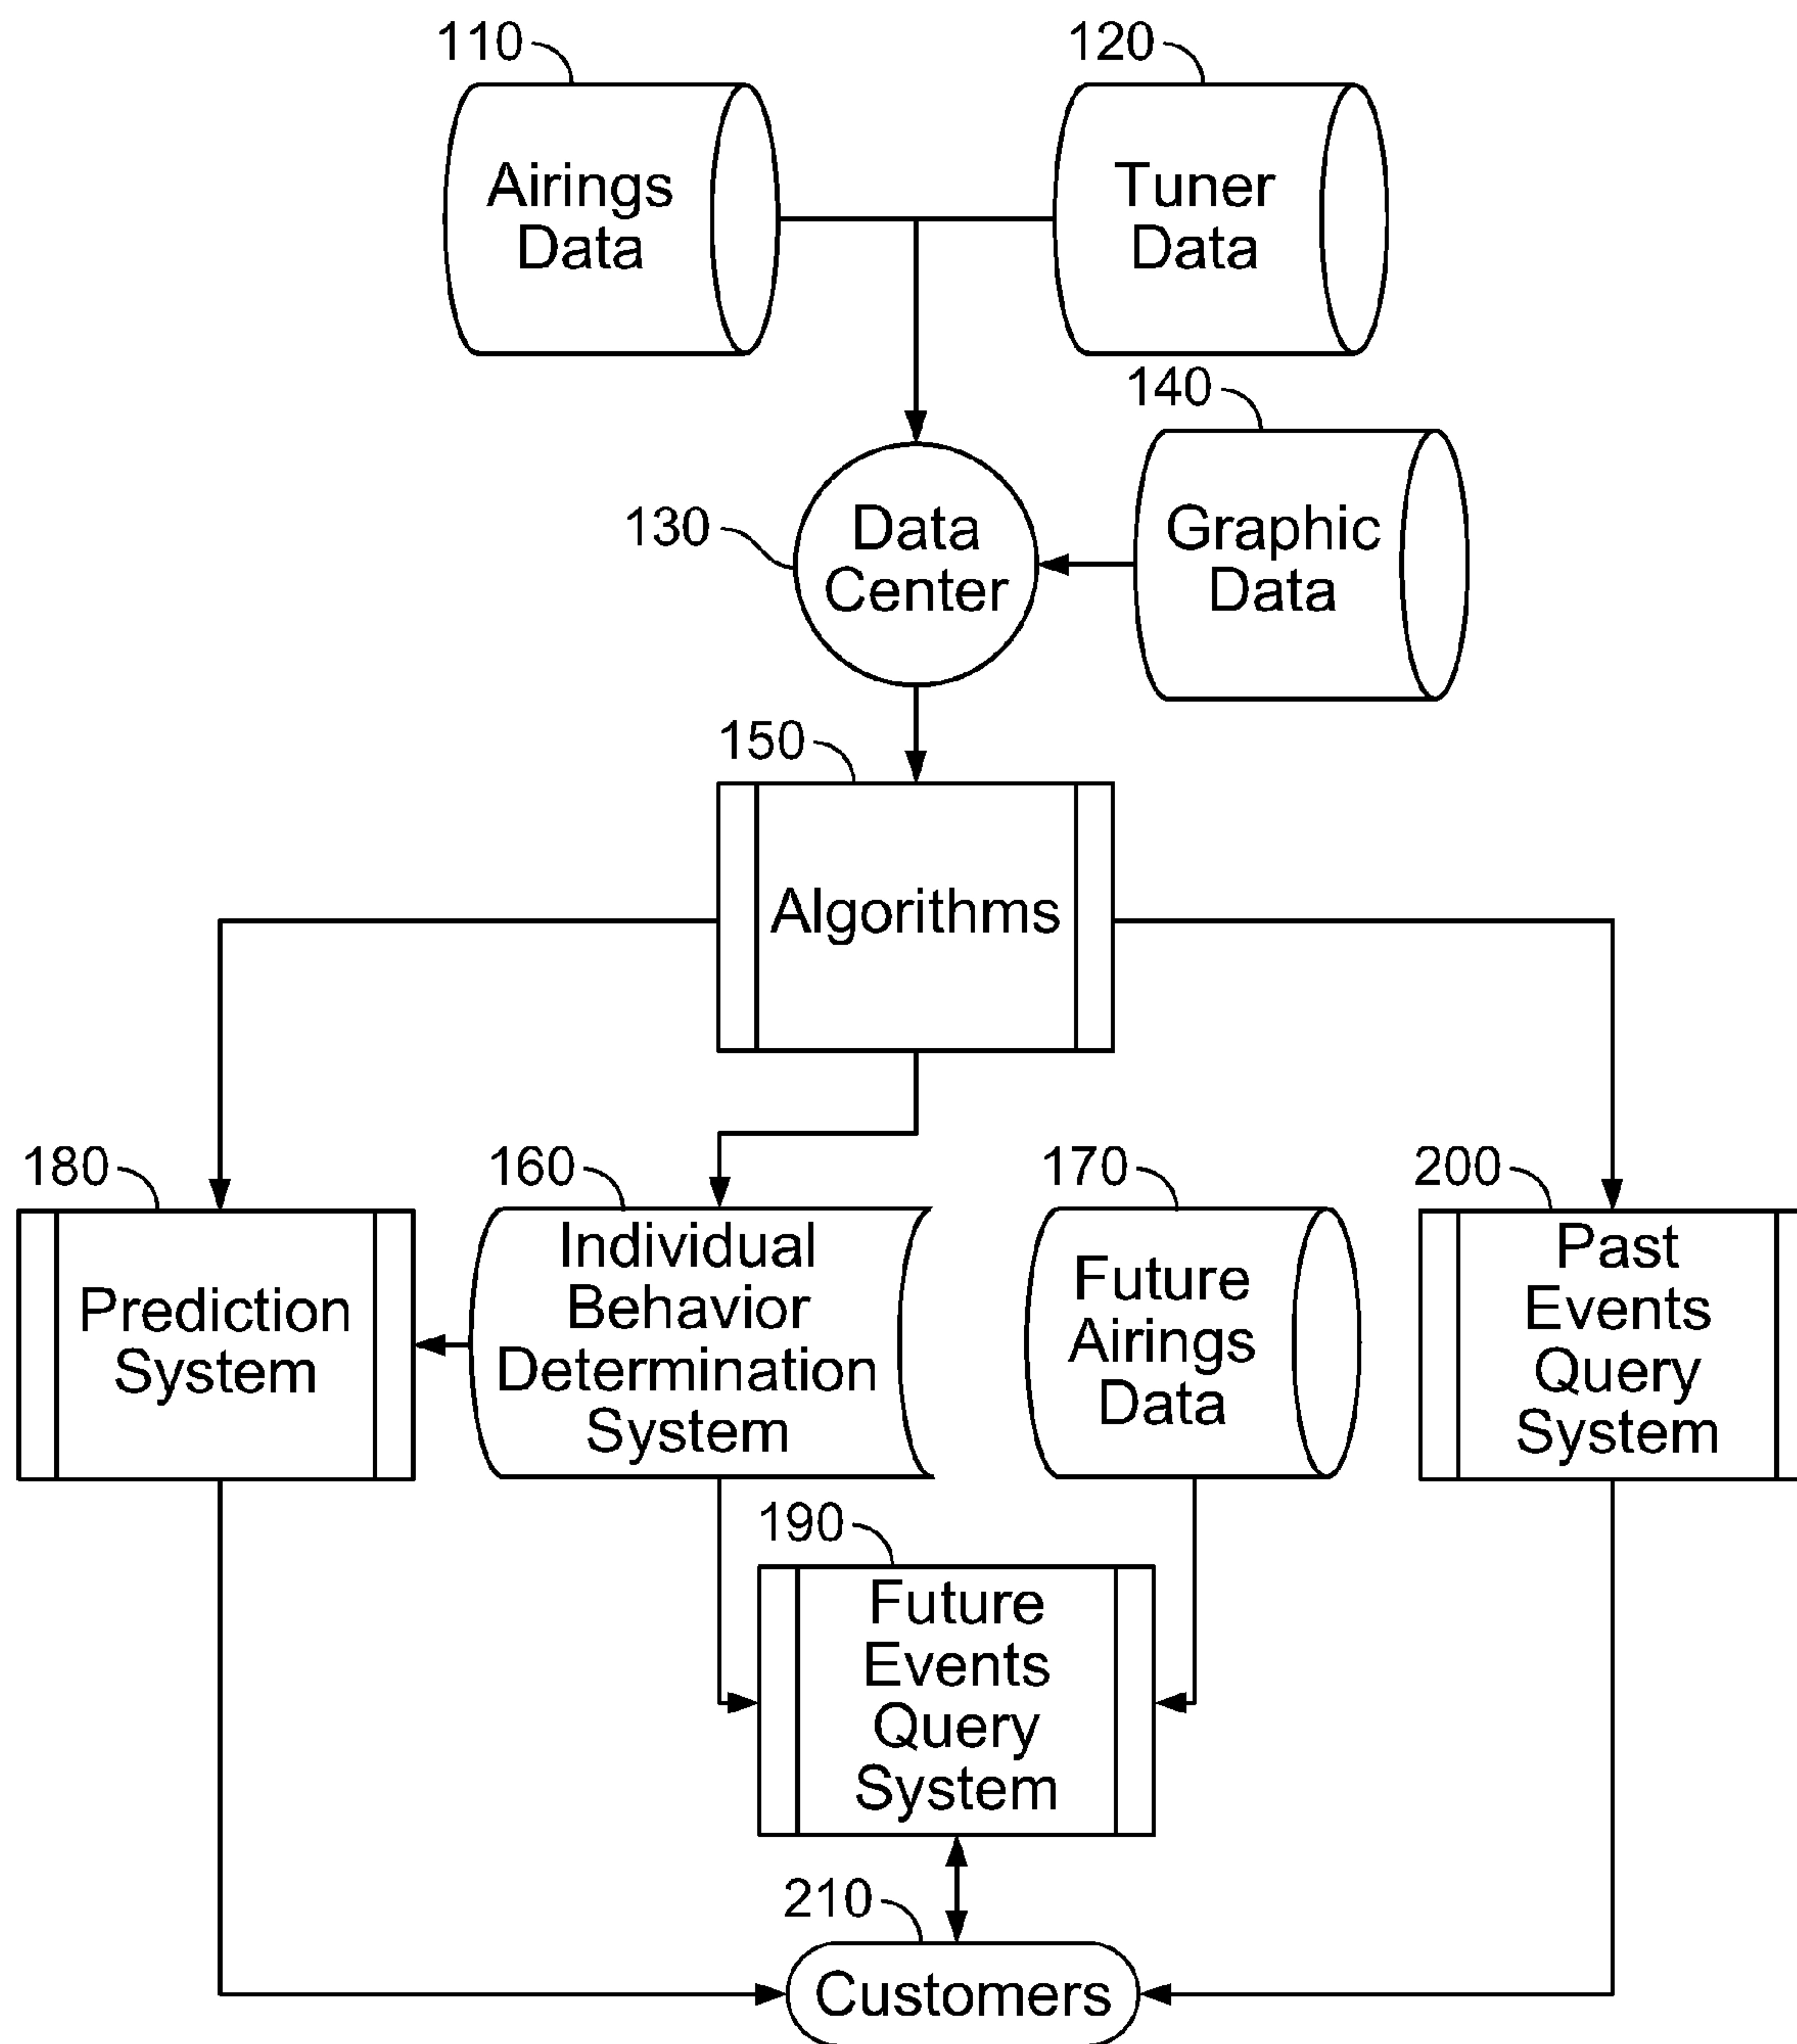 110
120
Airings
Data
Tuner
Data
140
130
Data
Center
Graphic
Data
150
Algorithms
180
160
170
200
Prediction
System
Individual
Behavior
Determination
System
Future
Airings
Data
Past
Events
Query
System
190
Future
Events
Query
System
210
Customers